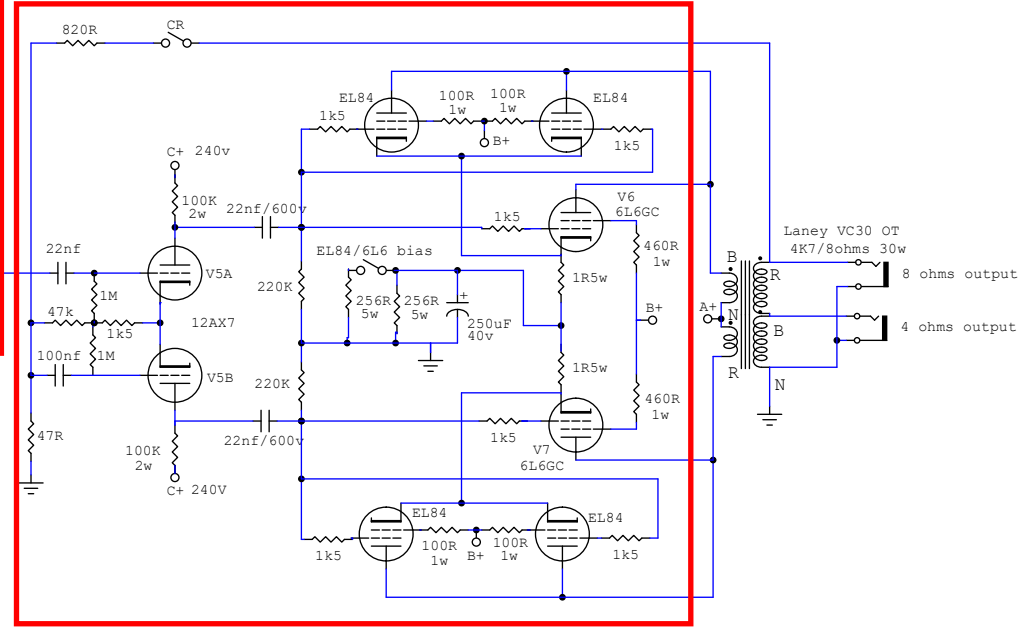 820R
CR
EL84
100R
1w
100R
1w
EL84
1k5
B+
1k5
C+ 240v
100K
2w
22nf/600v
V6
6L6GC
1k5
22nf
V5A
EL84/6L6 bias
460R
1w
1M
220K
256R
5w
256R
5w
+
250uF
40v
1R5w
B+
47k
1k5
12AX7
1M
100nf
V5B
220K
1R5w
460R
1w
47R
100K
2w
22nf/600v
1k5
V7
6L6GC
C+ 240V
EL84
EL84
1k5
100R
1w
B+
100R
1w
1k5
Laney VC30 OT
4K7/8ohms 30w
B
R
8 ohms output
A+
N
B
4 ohms output
R
N